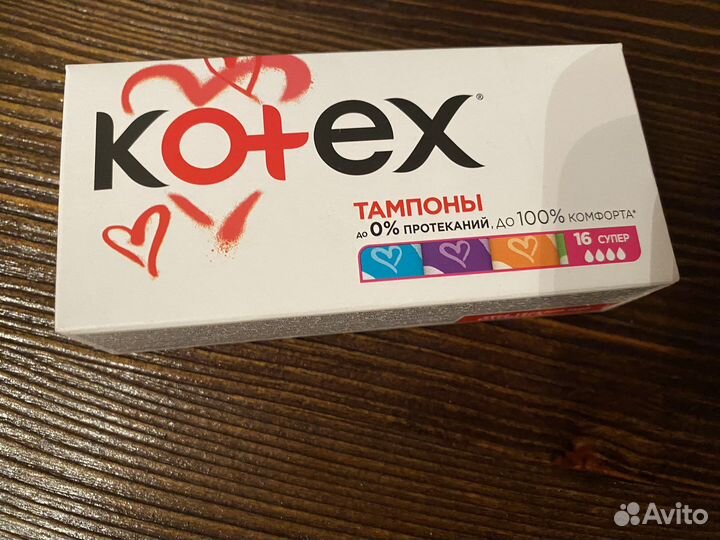 Kotex®
ТАМПОНЫ
ДО 0% ПРОТЕКАНИЙ, ДО 100% КОМФОРТА*
16 СУПЕР
Avito